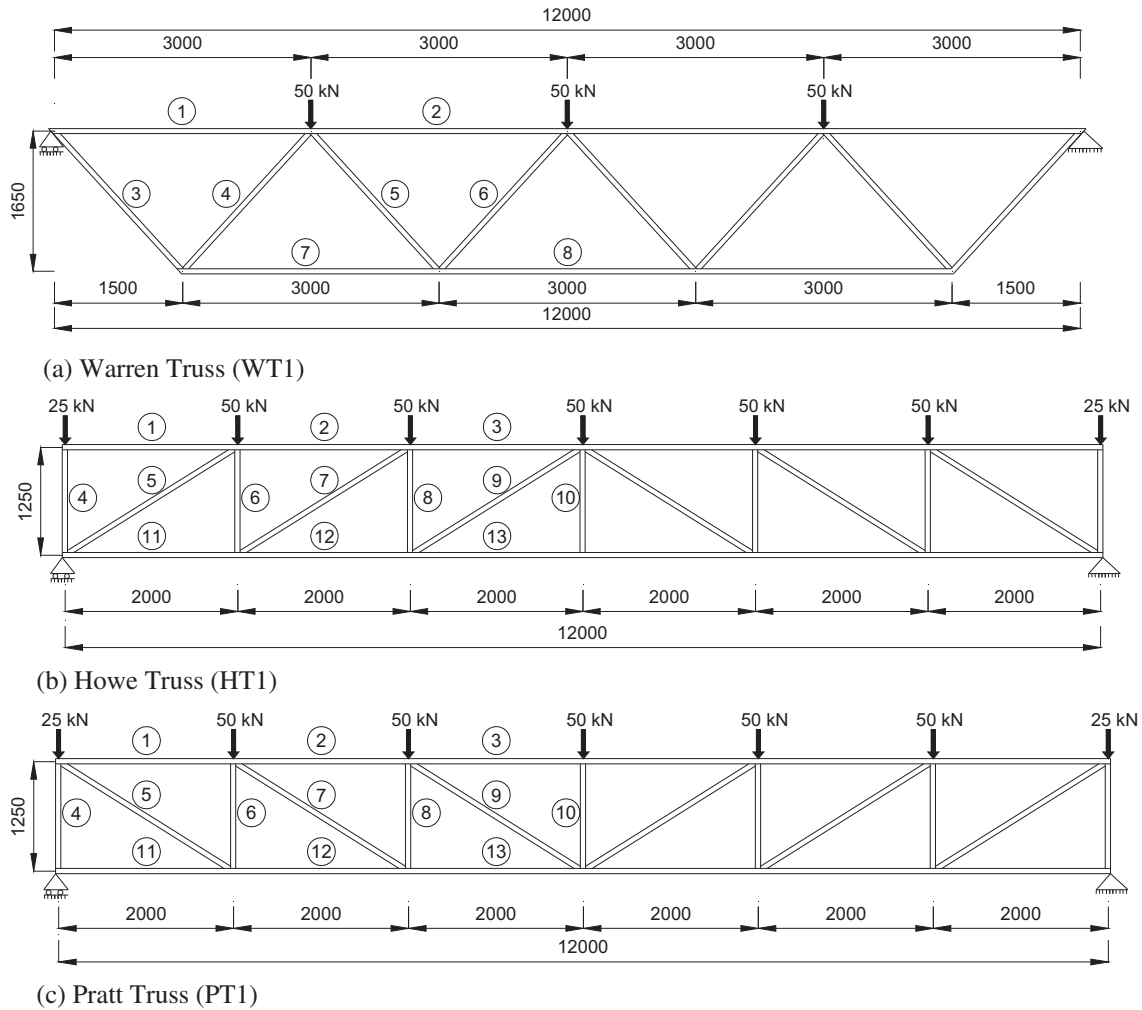 12000
3000 3000 3000 3000
50 kN 50 kN 50 kN
1 2
3 4 5 6
1650
7 8
1500 3000 3000 3000 1500
12000
(a) Warren Truss (WT1)
25 kN 50 kN 50 kN 50 kN 50 kN 50 kN 25 kN
1 2 3
1250
4 5 6 7 8 9 10
11 12 13
2000 2000 2000 2000 2000 2000
12000
(b) Howe Truss (HT1)
25 kN 50 kN 50 kN 50 kN 50 kN 50 kN 25 kN
1 2 3
1250
4 5 6 7 8 9 10
11 12 13
2000 2000 2000 2000 2000 2000
12000
(c) Pratt Truss (PT1)